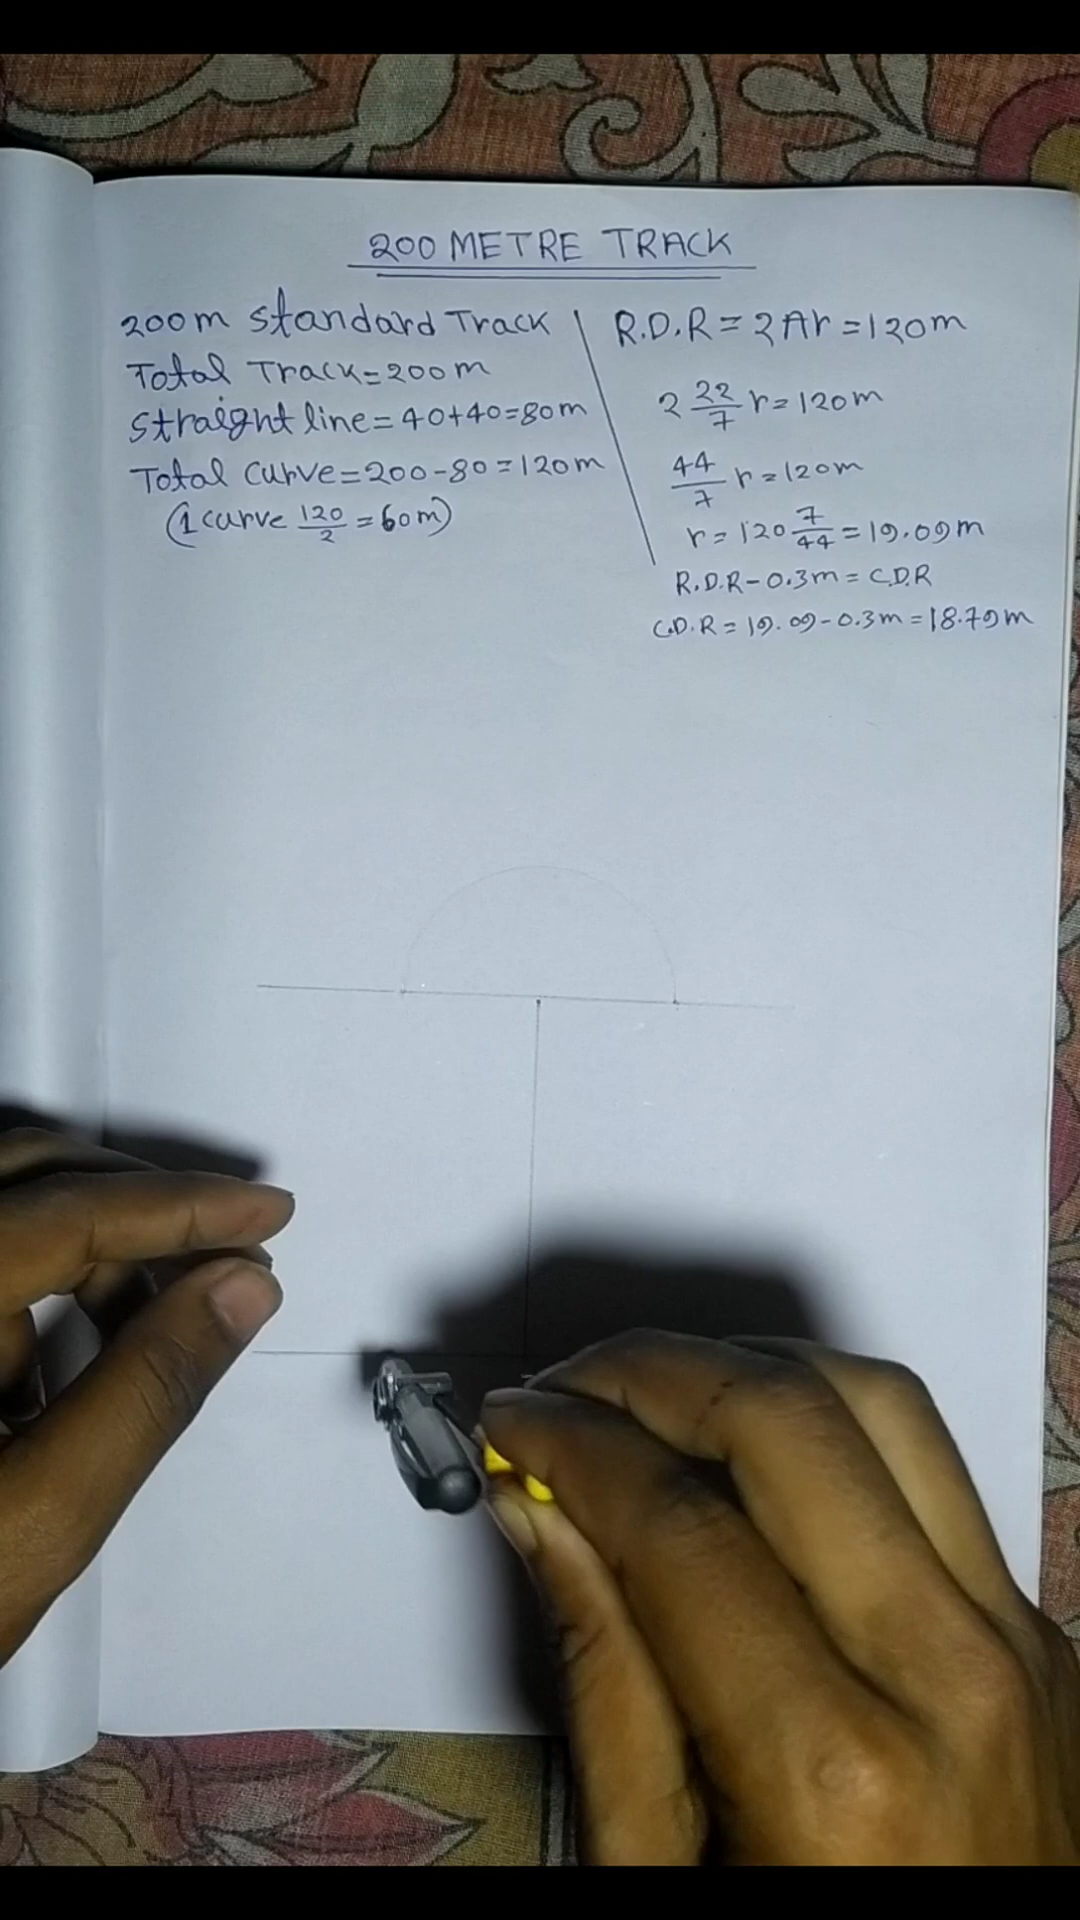 200 METRE TRACK
200m Standard Track
Total Track=200m
Straight line=40+40=80m
Total Curve=200-80=120m
(1 curve 120/2=60m)
R.D.R=2πr=120m
2 22/7 r=120m
44/7 r=120m
r=120 7/44=19.09m
R.D.R-0.3m=C.D.R
C.D.R=19.09-0.3m=18.79m